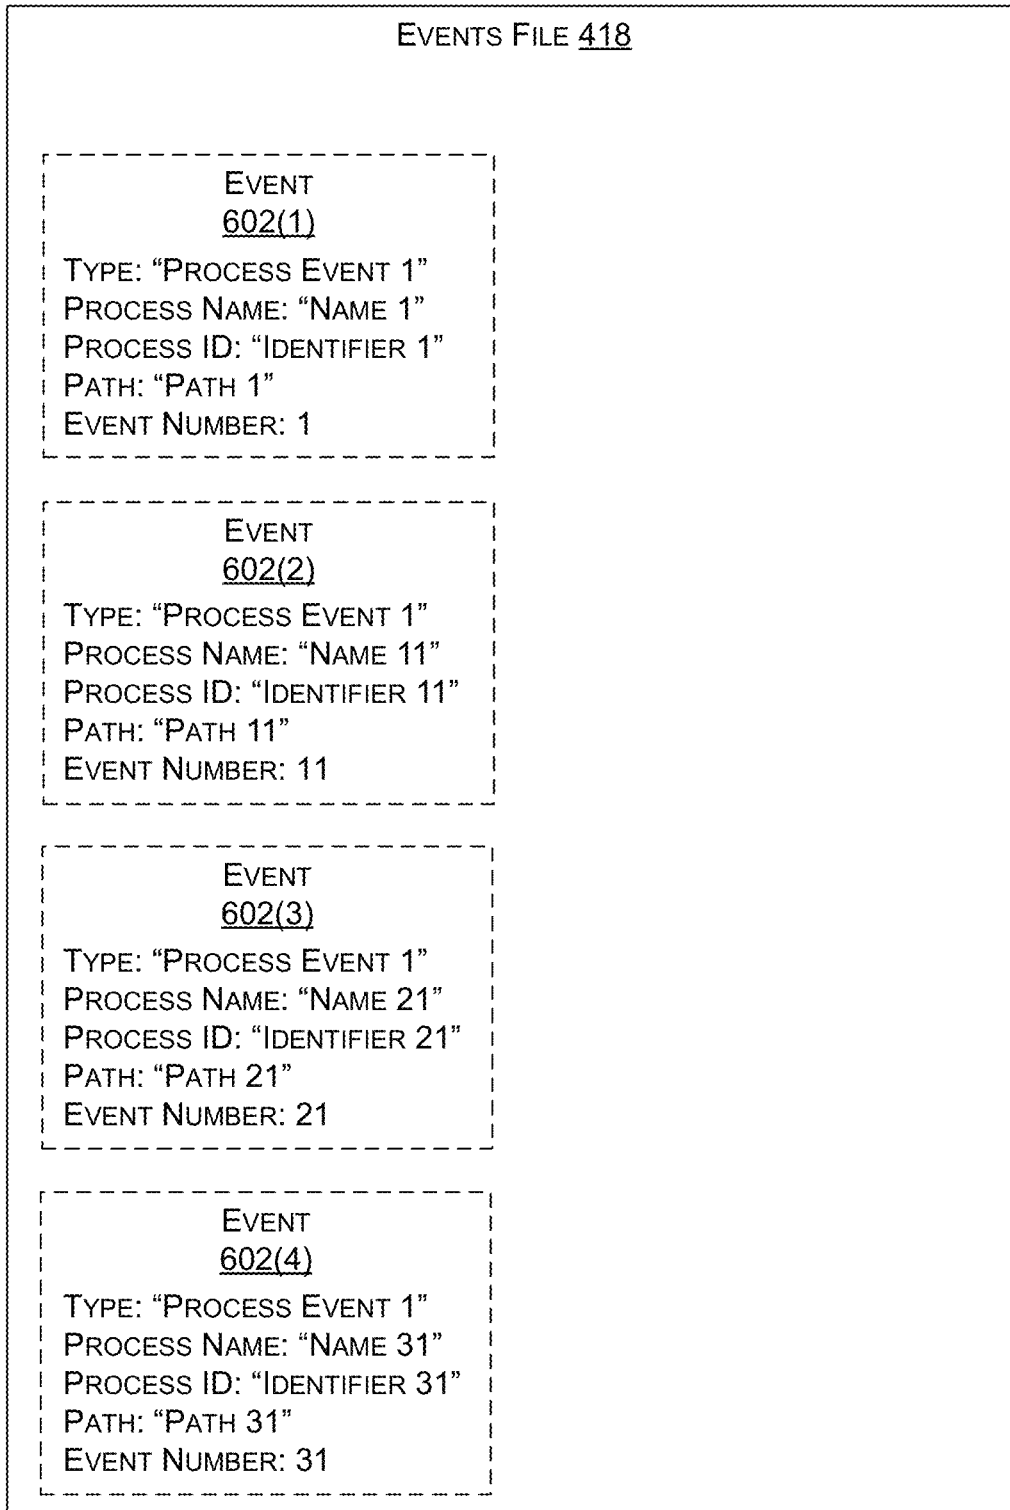 EVENTS FILE 418
EVENT
602(1)
TYPE: “PROCESS EVENT 1”
PROCESS NAME: “NAME 1”
PROCESS ID: “IDENTIFIER 1”
PATH: “PATH 1”
EVENT NUMBER: 1
EVENT
602(2)
TYPE: “PROCESS EVENT 1”
PROCESS NAME: “NAME 11”
PROCESS ID: “IDENTIFIER 11”
PATH: “PATH 11”
EVENT NUMBER: 11
EVENT
602(3)
TYPE: “PROCESS EVENT 1”
PROCESS NAME: “NAME 21”
PROCESS ID: “IDENTIFIER 21”
PATH: “PATH 21”
EVENT NUMBER: 21
EVENT
602(4)
TYPE: “PROCESS EVENT 1”
PROCESS NAME: “NAME 31”
PROCESS ID: “IDENTIFIER 31”
PATH: “PATH 31”
EVENT NUMBER: 31